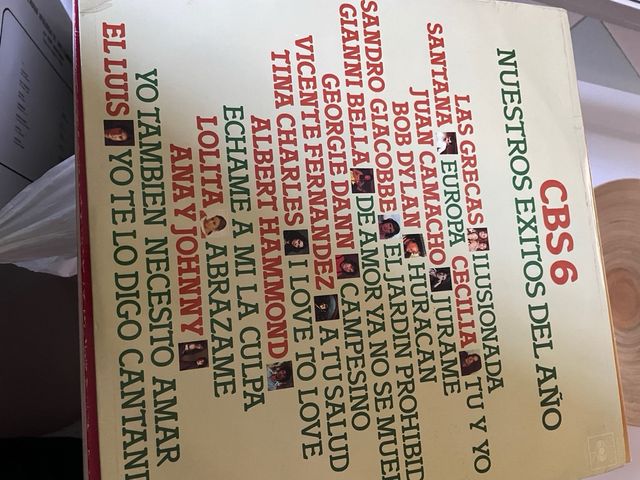 CBS6
NUESTROS EXITOS DEL AÑO
LAS GRECAS ILUSIONADA
SANTANA EUROPA CECILIA TU Y YO
JUAN CAMACHO JURAME
BOB DYLAN HURACAN
SANDRO GIACOBBE EL JARDIN PROHIBID
GIANNI BELLA DE AMOR YA NO SE MUER
GEORGIE DANN CAMPESINO
VICENTE FERNANDEZ A TU SALUD
TINA CHARLES I LOVE TO LOVE
ALBERT HAMMOND
ECHAME A MI LA CULPA
LOLITA ABRAZAME
ANA Y JOHNNY
YO TAMBIEN NECESITO AMAR
EL LUIS YO TE LO DIGO CANTAN